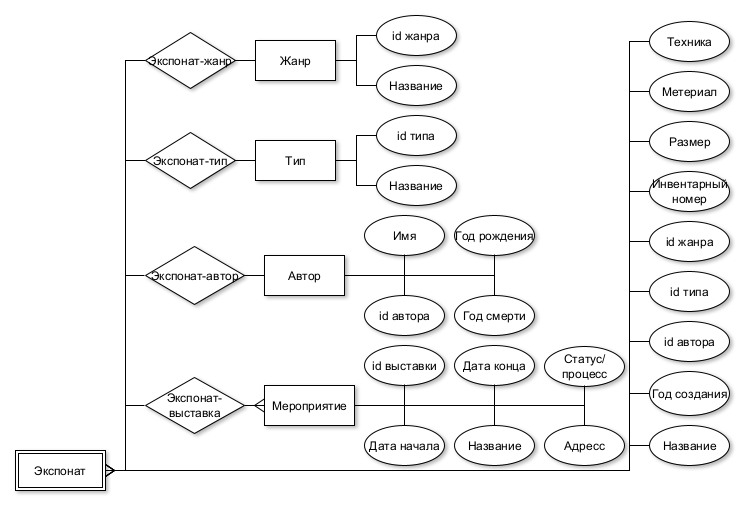 Экспонат-жанр
Жанр
id жанра
Название
Экспонат-тип
Тип
id типа
Название
Экспонат-автор
Автор
Имя
Год рождения
id автора
Год смерти
Экспонат-
выставка
Мероприятие
id выставки
Дата конца
Статус/
процесс
Дата начала
Название
Адресс
Экспонат
Техника
Метериал
Размер
Инвентарный
номер
id жанра
id типа
id автора
Год создания
Название